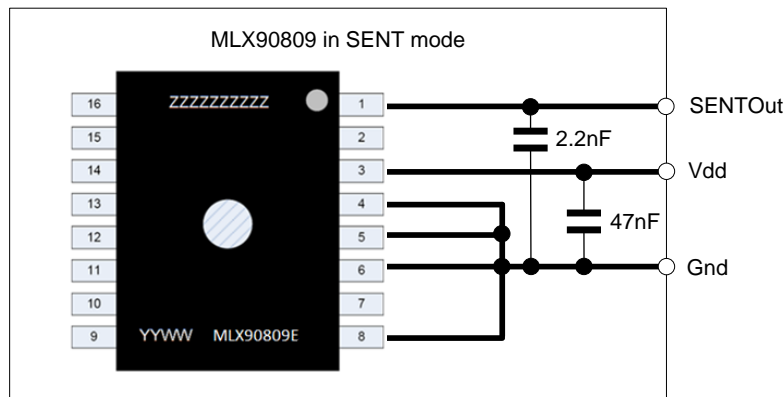 MLX90809 in SENT mode
16 ZZZZZZZZZZ 1 SENTOut
15 2 2.2nF
14 3 Vdd
13 4
12 5 47nF
11 6 Gnd
10 7
9 YYWW MLX90809E 8